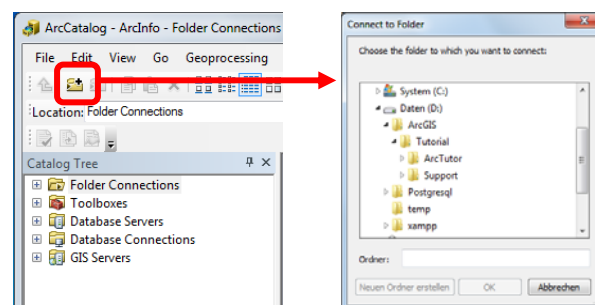 ArcCatalog - ArcInfo - Folder Connections
File Edit View Go Geoprocessing
Location: Folder Connections
Catalog Tree
Folder Connections
Toolboxes
Database Servers
Database Connections
GIS Servers
Connect to Folder
Choose the folder to which you want to connect:
System (C:)
Daten (D:)
ArcGIS
Tutorial
ArcTutor
Support
Postgresql
temp
xampp
Ordner:
Neuen Ordner erstellen OK Abbrechen